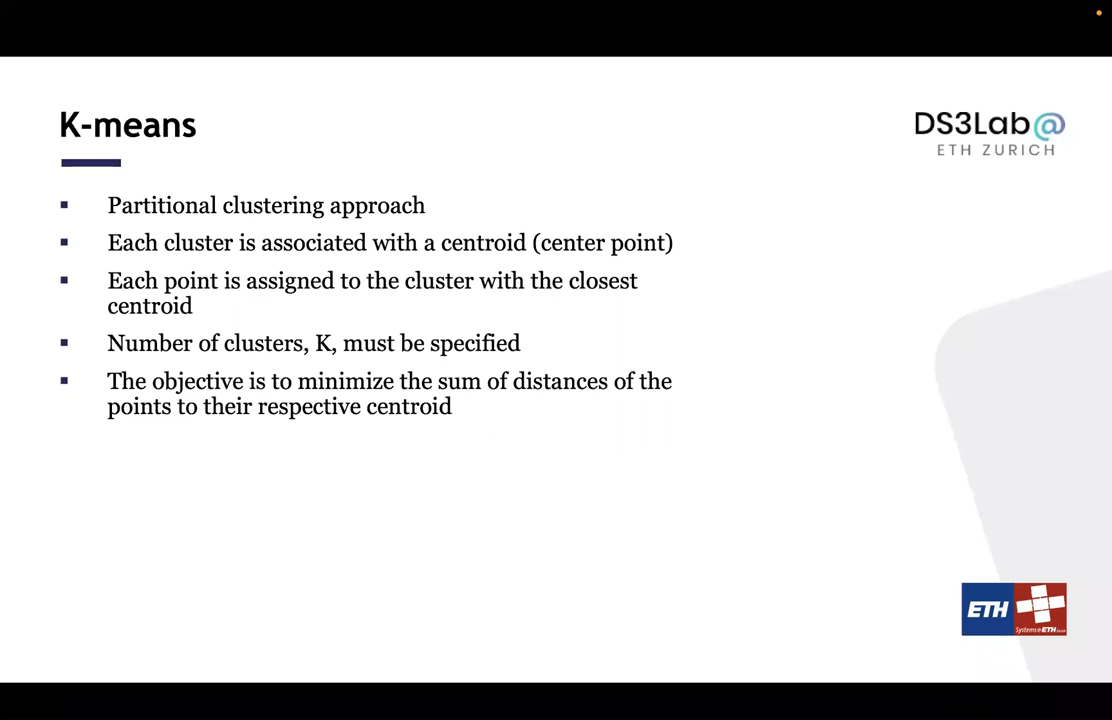 K-means
DS3Lab@
ETH ZURICH
▪ Partitional clustering approach
▪ Each cluster is associated with a centroid (center point)
▪ Each point is assigned to the cluster with the closest
centroid
▪ Number of clusters, K, must be specified
▪ The objective is to minimize the sum of distances of the
points to their respective centroid
ETH
Systems@ETH